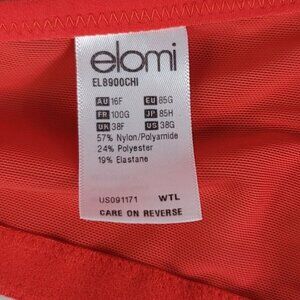 elomi
EL8900CHI
AU 16F EU 85G
FR 100G JP 85H
UK 38F US 38G
57% Nylon/Polyamide
24% Polyester
19% Elastane
US091171 WTL
CARE ON REVERSE